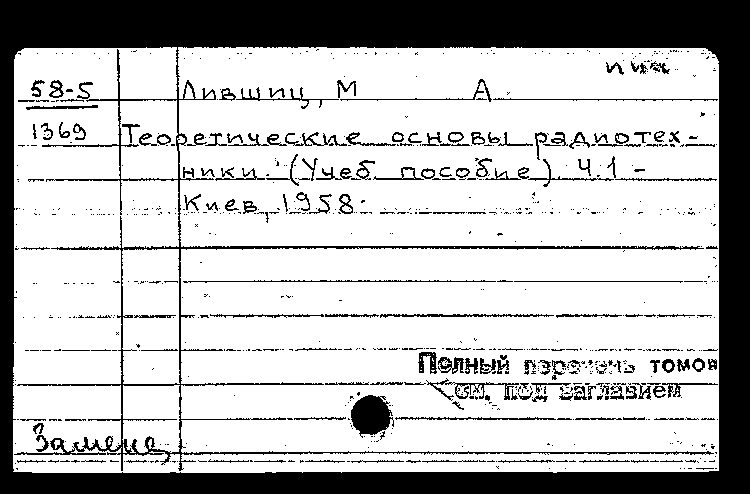 58-5 Лившиц, М А
1369 Теоретические основы радиотех-
ники. (Учеб. пособие). Ч.1 -
Киев, 1958.
Полный перечень томов
см. под заглавием
Замена